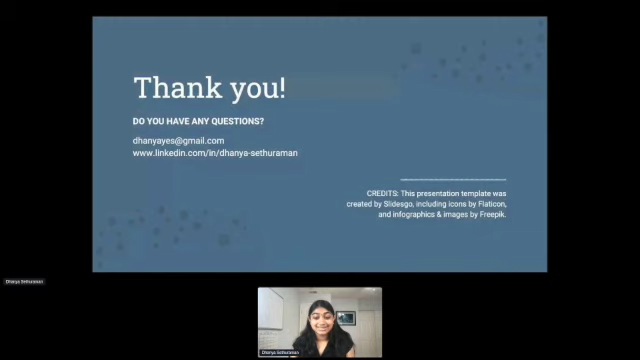 Thank you!
DO YOU HAVE ANY QUESTIONS?
dhanyayes@gmail.com
www.linkedin.com/in/dhanya-sethuraman
CREDITS: This presentation template was
created by Slidesgo, including icons by Flaticon,
and infographics & images by Freepik.
Dhanya Sethuraman
Dhanya Sethuraman